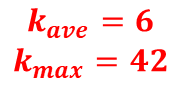 k_ave = 6
k_max = 42